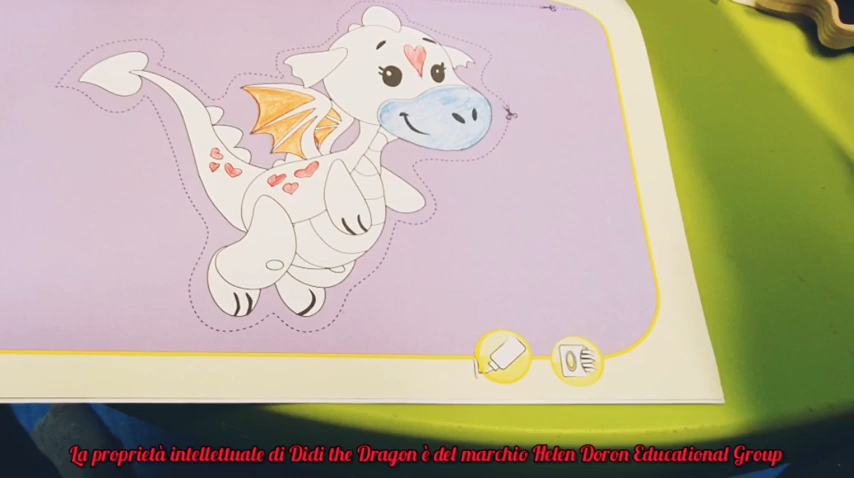 La proprietà intellettuale di Didi the Dragon è del marchio Helen Doron Educational Group